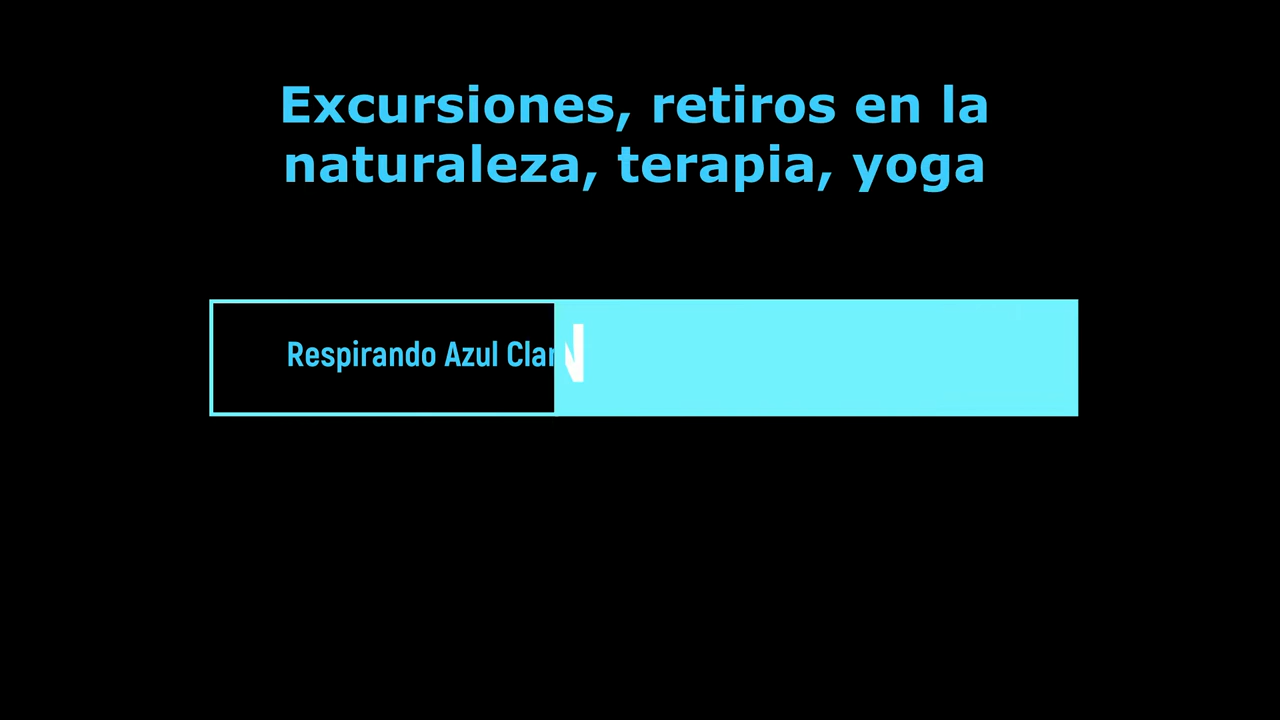 Excursiones, retiros en la
naturaleza, terapia, yoga
Respirando Azul